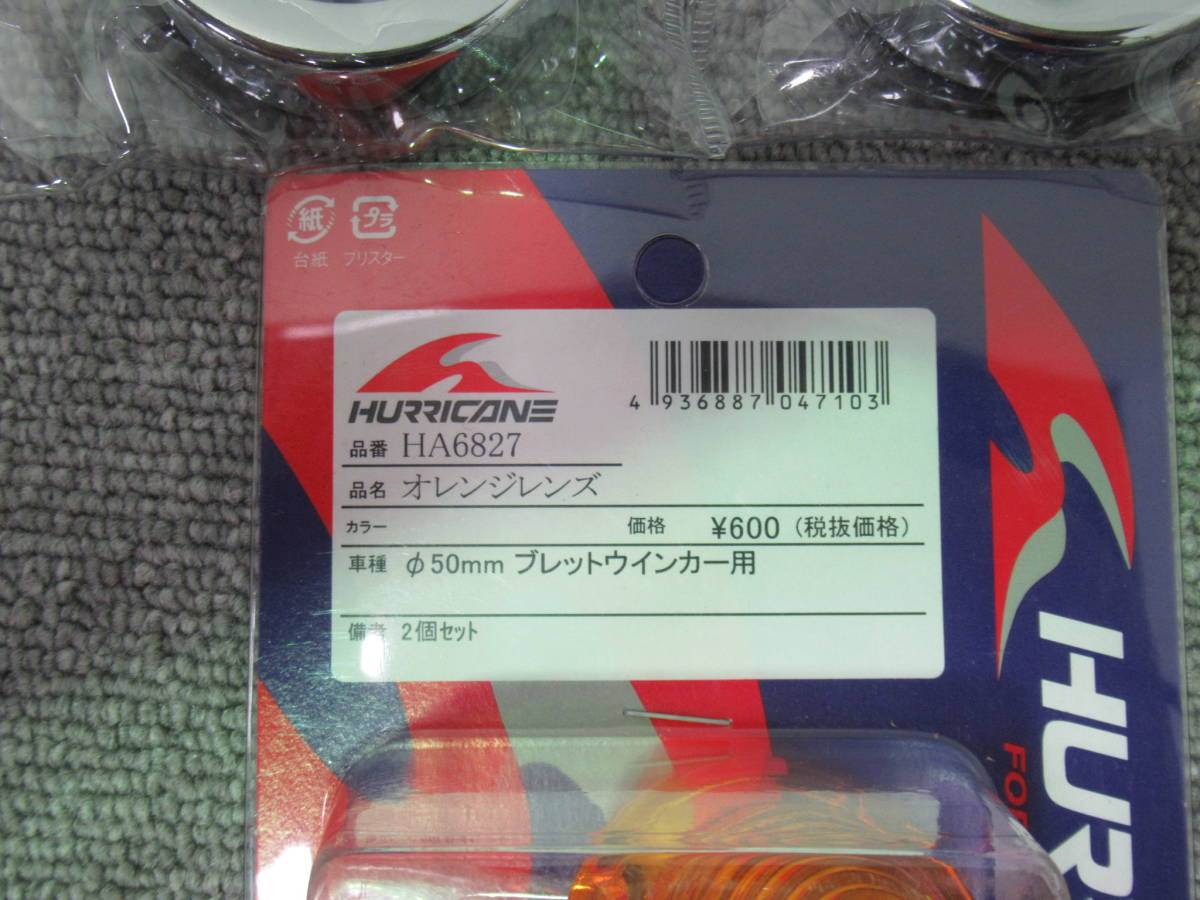 紙 プラ
台紙 ブリスター
HURRICANE
4 936887 047103
品番 HA6827
品名 オレンジレンズ
カラー 価格 ¥600 (税抜価格)
車種 φ50mm ブレットウインカー用
備考 2個セット
HUR
FO